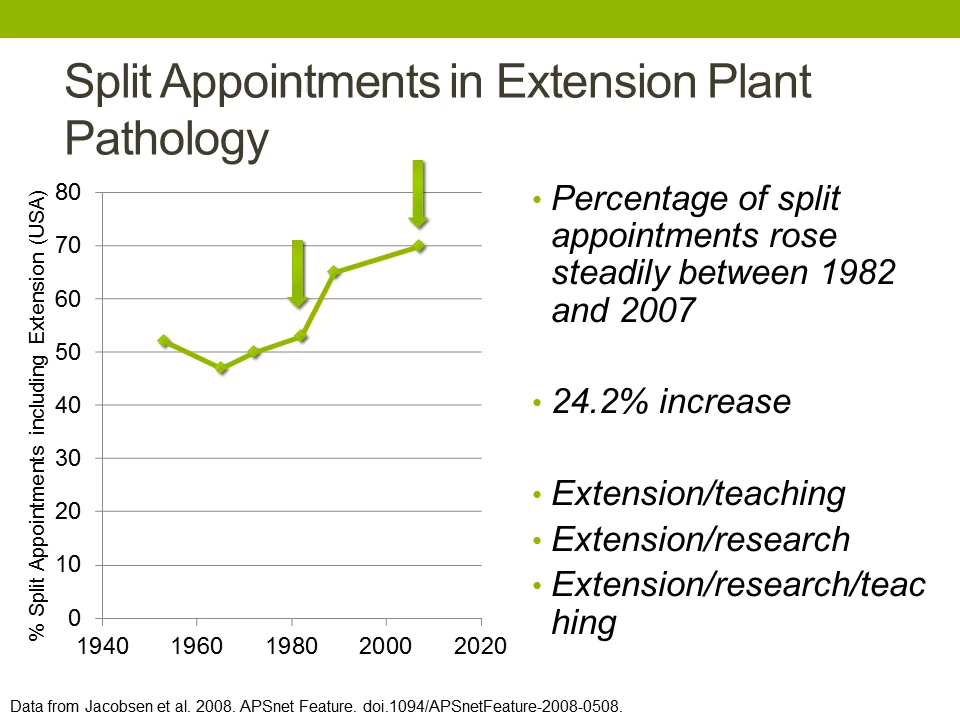 Split Appointments in Extension Plant
Pathology
% Split Appointments including Extension (USA)
80
70
60
50
40
30
20
10
0
1940 1960 1980 2000 2020
• Percentage of split
appointments rose
steadily between 1982
and 2007
• 24.2% increase
• Extension/teaching
• Extension/research
• Extension/research/teac
hing
Data from Jacobsen et al. 2008. APSnet Feature. doi.1094/APSnetFeature-2008-0508.